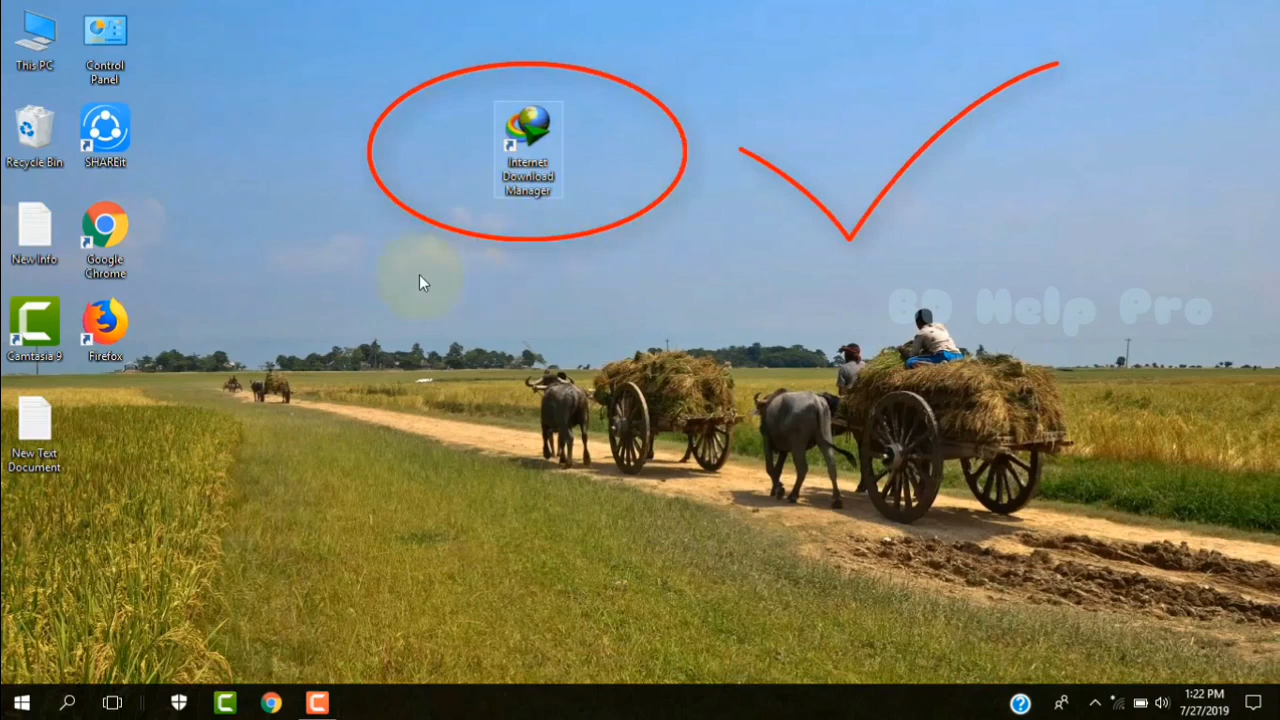 This PC
Control
Panel
Recycle Bin
SHAREit
New Info
Google
Chrome
Camtasia 9
Firefox
New Text
Document
Internet
Download
Manager
BD Help Pro
1:22 PM
7/27/2019